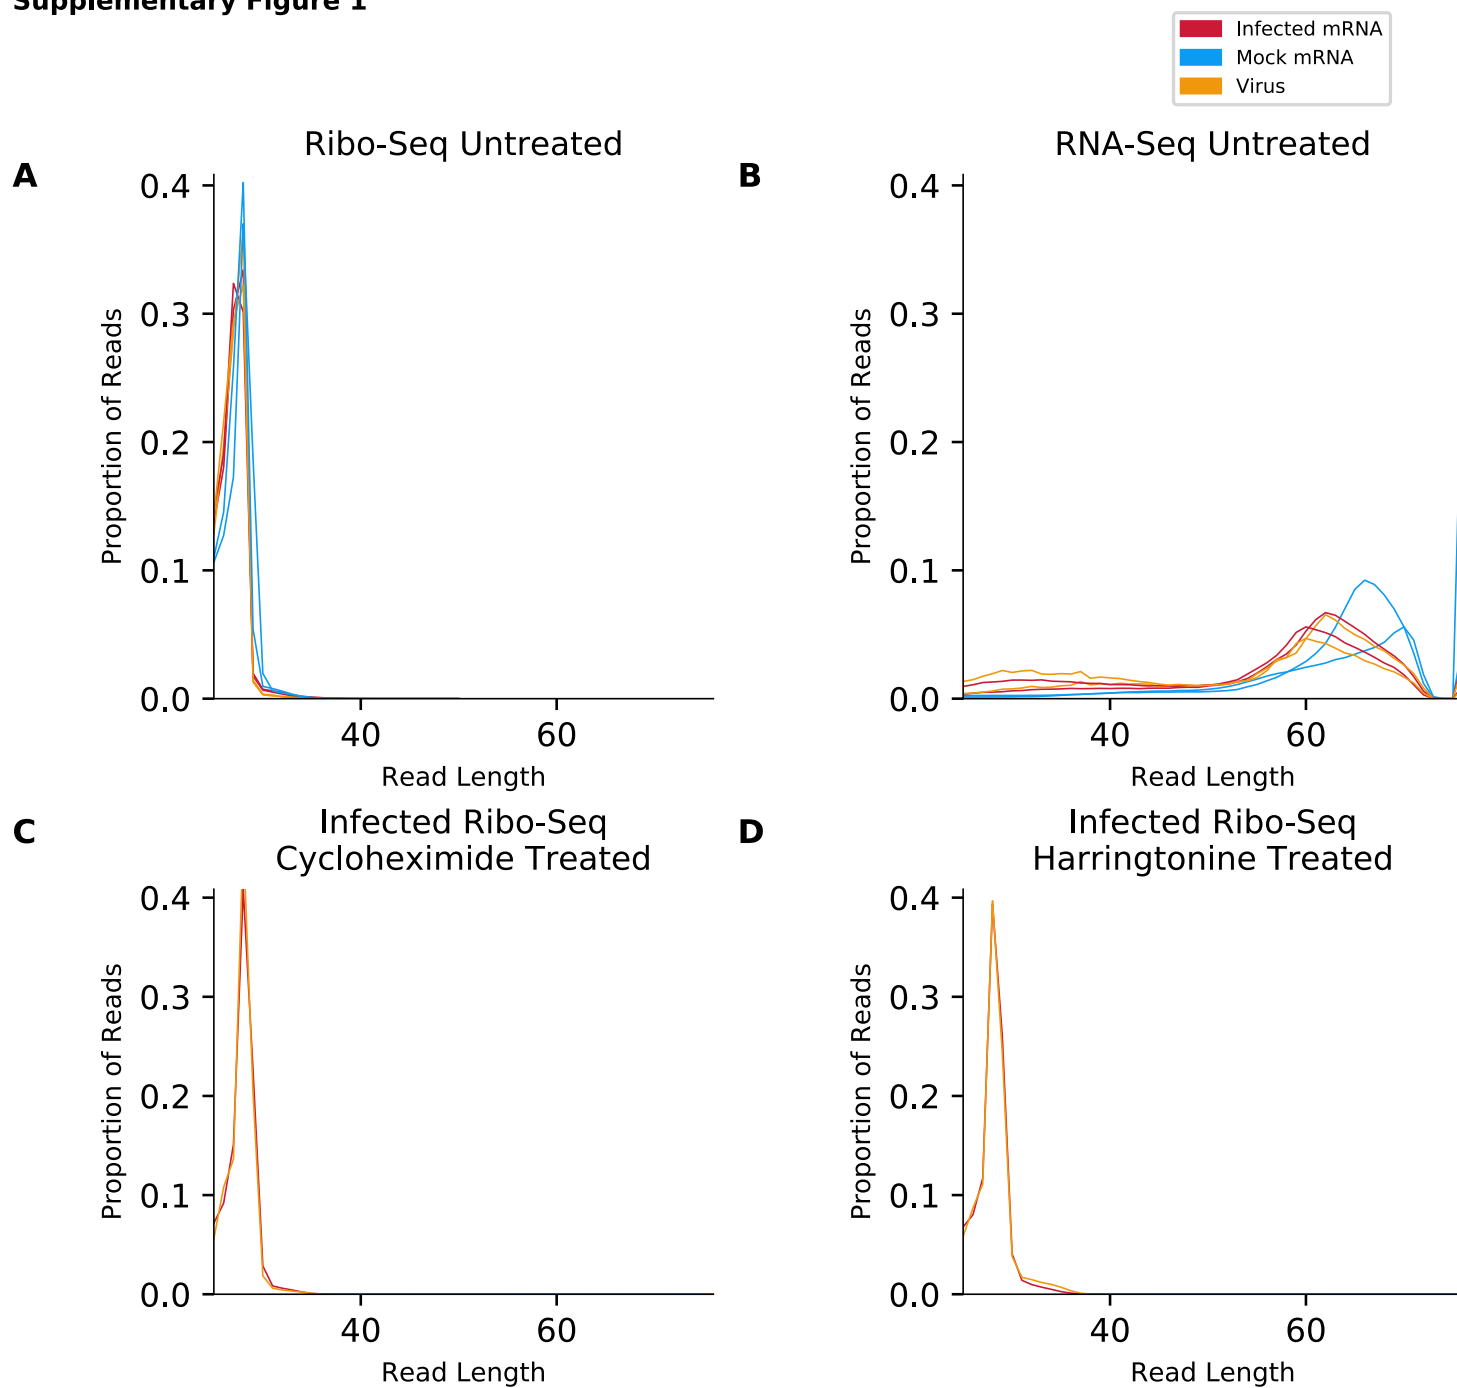 Supplementary Figure 1
Infected mRNA
Mock mRNA
Virus
A
Ribo-Seq Untreated
0.4
0.3
0.2
0.1
0.0
40
60
Proportion of Reads
Read Length
B
RNA-Seq Untreated
0.4
0.3
0.2
0.1
0.0
40
60
Proportion of Reads
Read Length
C
Infected Ribo-Seq
Cycloheximide Treated
0.4
0.3
0.2
0.1
0.0
40
60
Proportion of Reads
Read Length
D
Infected Ribo-Seq
Harringtonine Treated
0.4
0.3
0.2
0.1
0.0
40
60
Proportion of Reads
Read Length